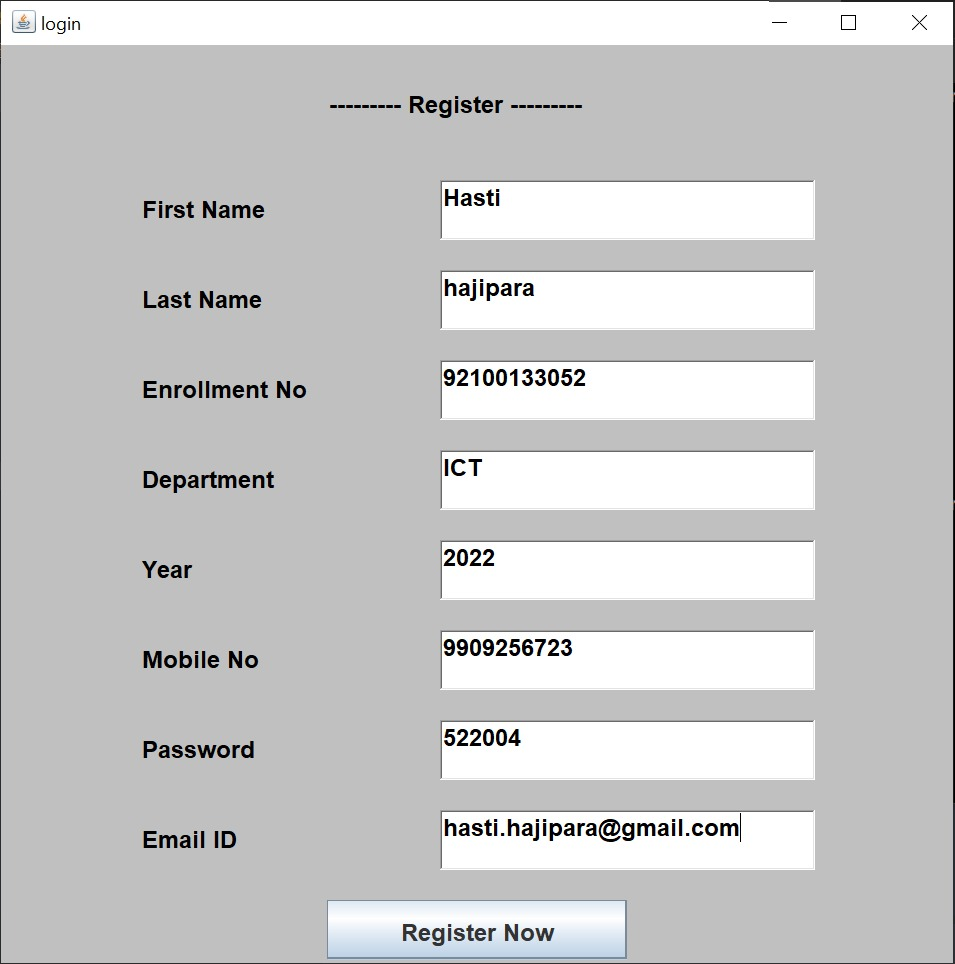 login
--------- Register ---------
First Name Hasti
Last Name hajipara
Enrollment No 92100133052
Department ICT
Year 2022
Mobile No 9909256723
Password 522004
Email ID hasti.hajipara@gmail.com
Register Now